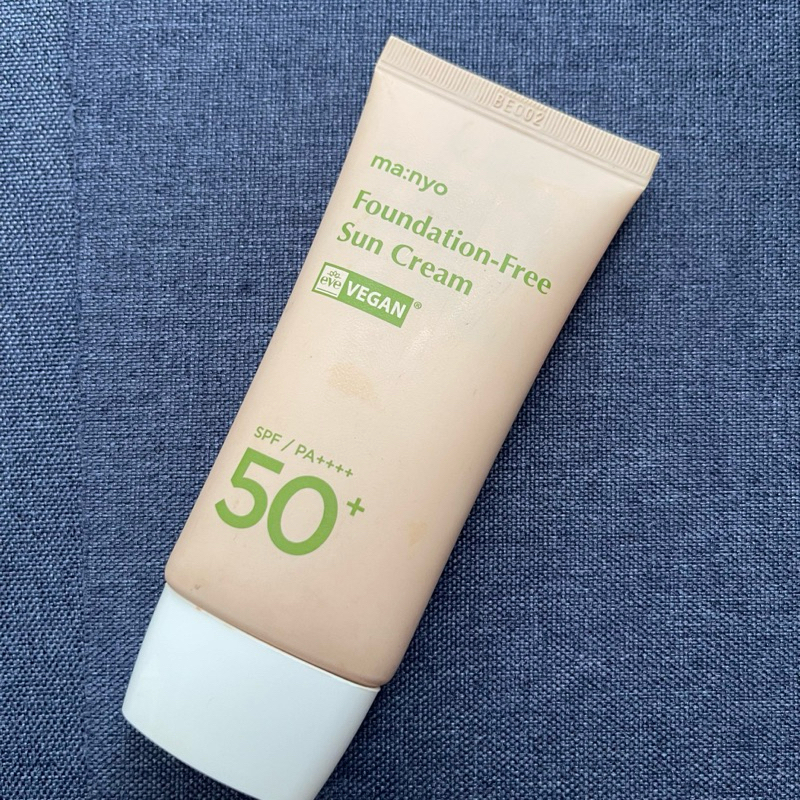 BE002
ma:nyo
Foundation-Free
Sun Cream
eve VEGAN®
SPF / PA++++
50+